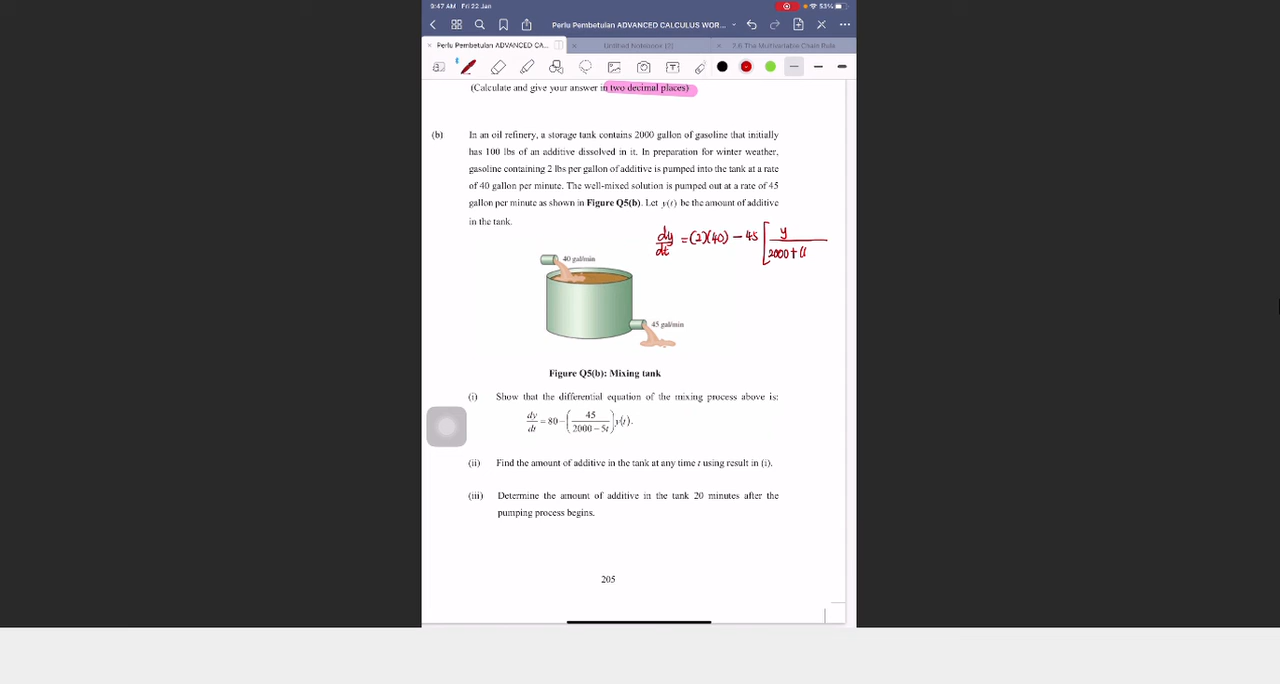 9:47 AM Fri 22 Jan
53%
Perlu Pembetulan ADVANCED CALCULUS WOR...
Perlu Pembetulan ADVANCED CA...
Untitled Notebook (2)
7.6 The Multivariable Chain Rule
(Calculate and give your answer in two decimal places)
(b) In an oil refinery, a storage tank contains 2000 gallon of gasoline that initially
has 100 lbs of an additive dissolved in it. In preparation for winter weather,
gasoline containing 2 lbs per gallon of additive is pumped into the tank at a rate
of 40 gallon per minute. The well-mixed solution is pumped out at a rate of 45
gallon per minute as shown in Figure Q5(b). Let y(t) be the amount of additive
in the tank.
dy/dt = (2)(40) - 45 [ y / 2000 + (
40 gal/min
45 gal/min
Figure Q5(b): Mixing tank
(i) Show that the differential equation of the mixing process above is:
dy/dt = 80 - (45 / 2000 - 5t) y(t).
(ii) Find the amount of additive in the tank at any time t using result in (i).
(iii) Determine the amount of additive in the tank 20 minutes after the
pumping process begins.
205